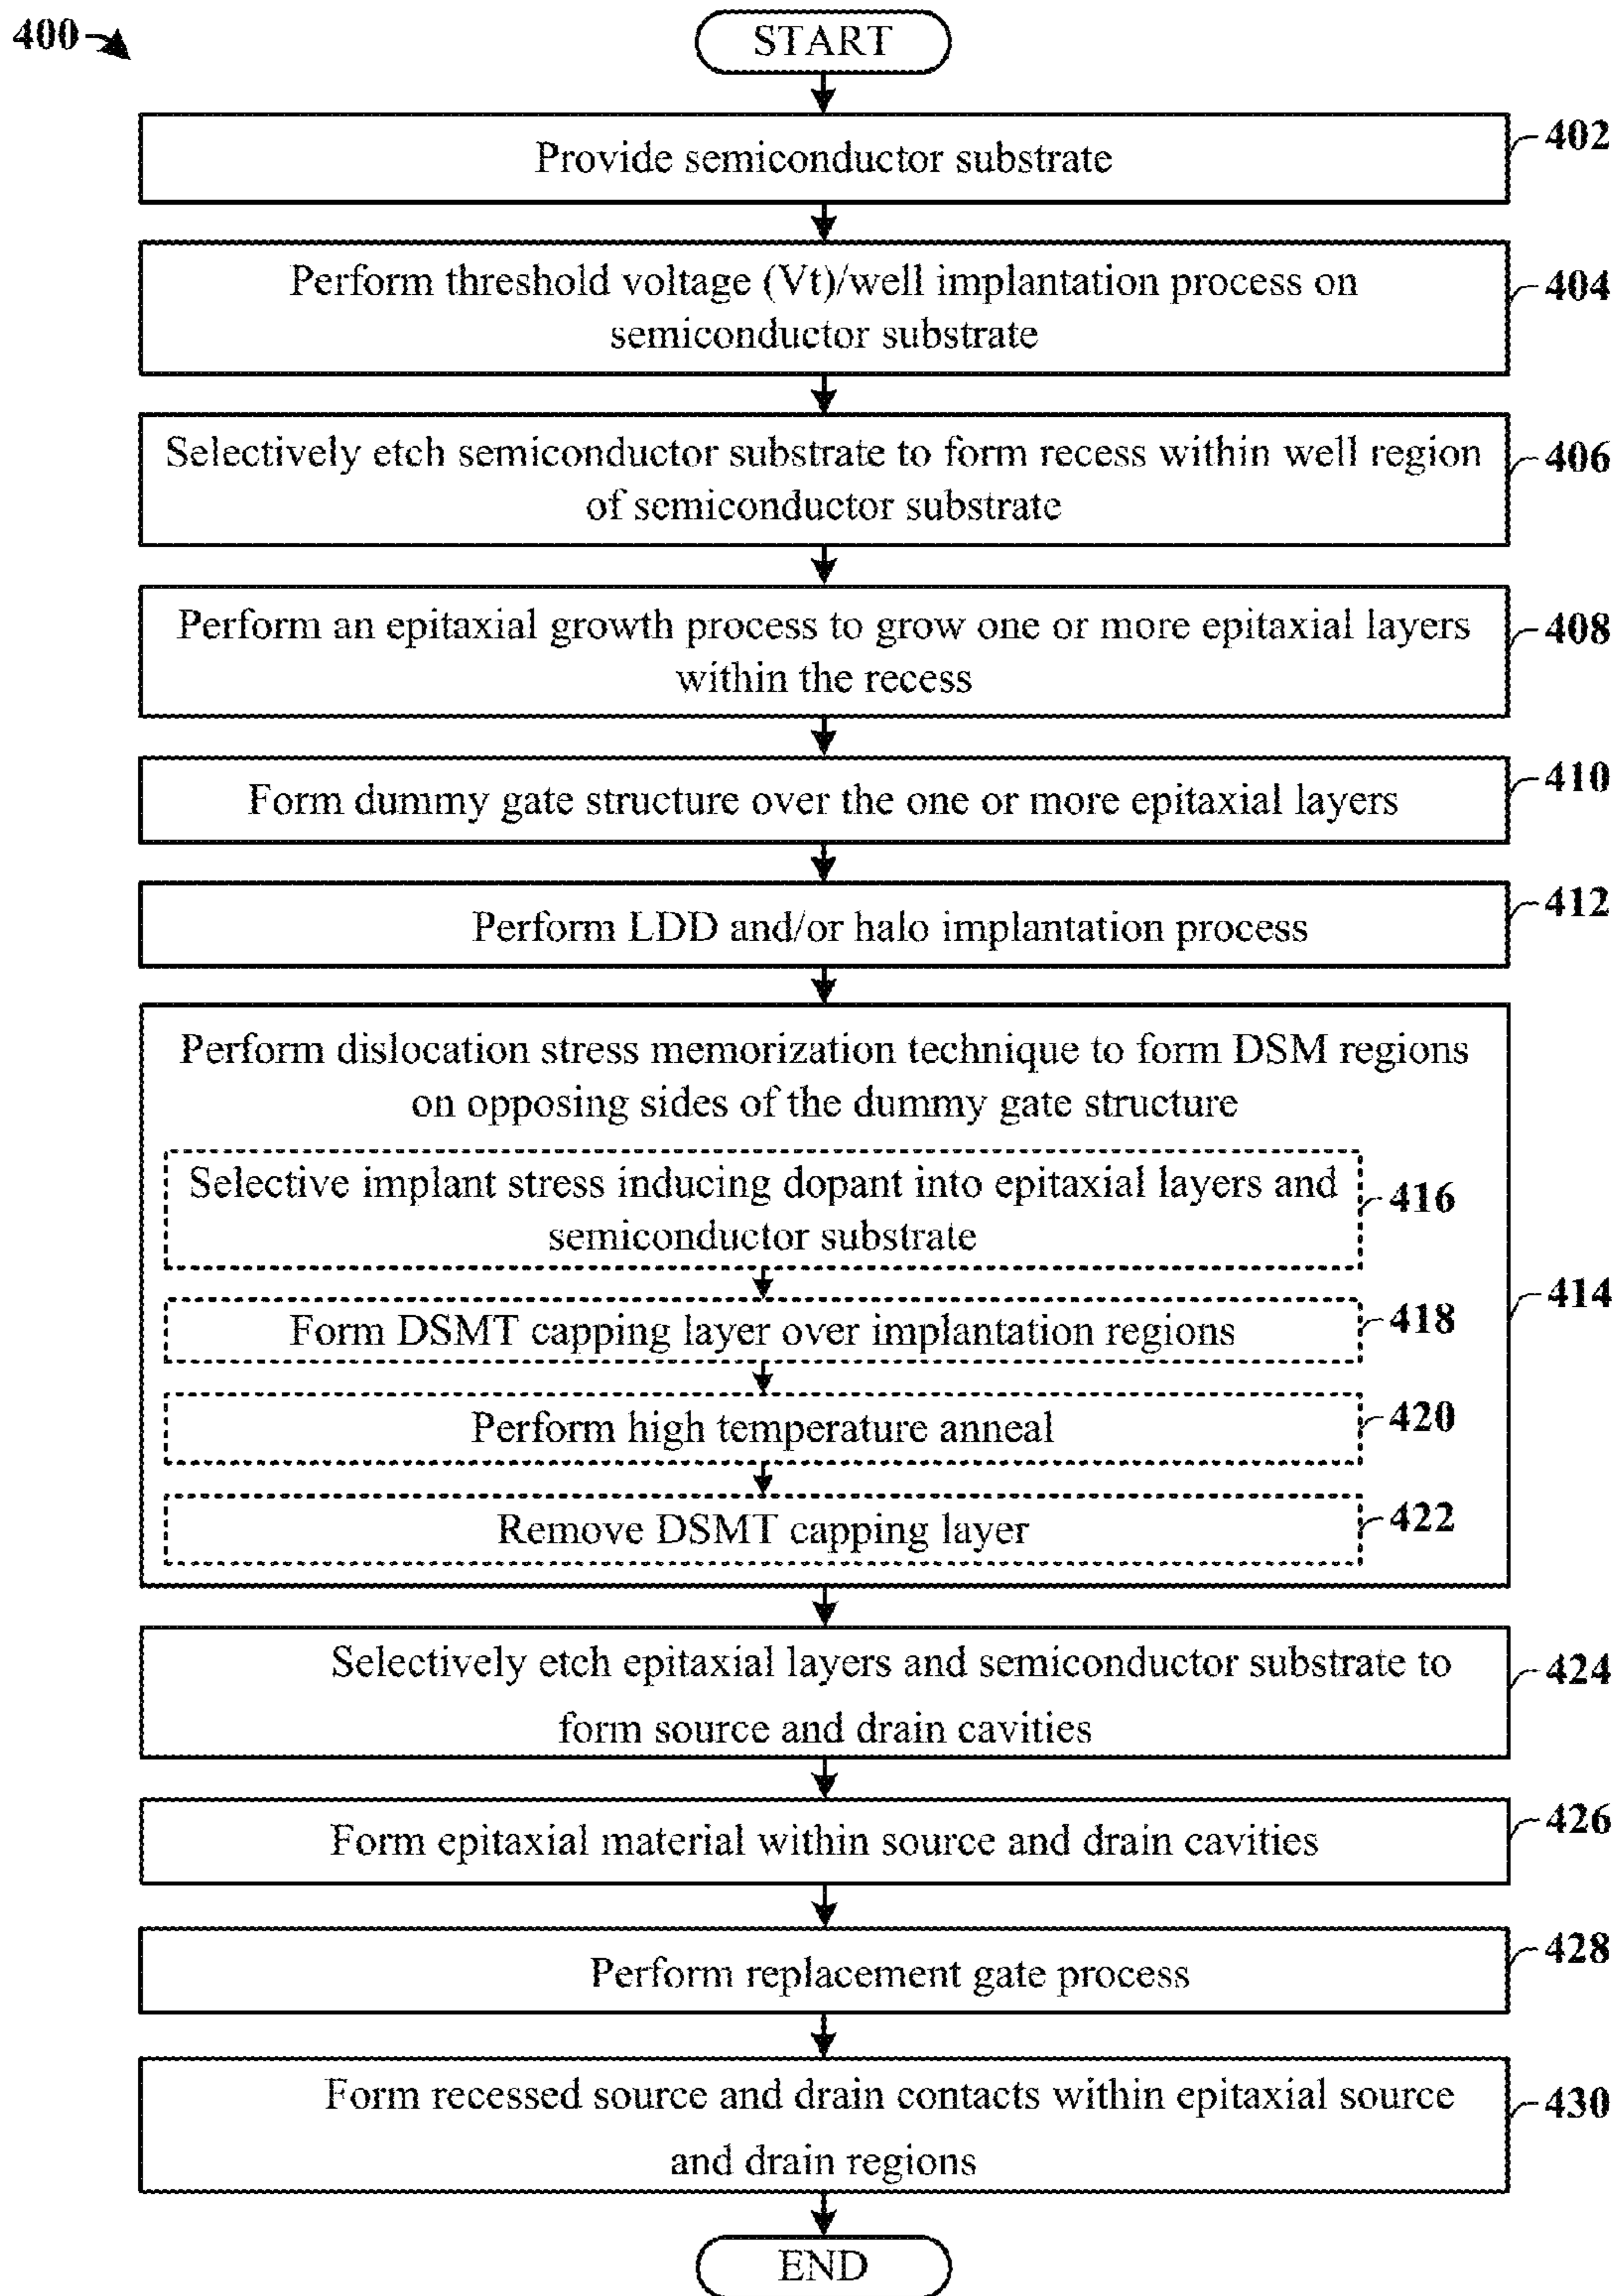 400
START
Provide semiconductor substrate
402
Perform threshold voltage (Vt)/well implantation process on
semiconductor substrate
404
Selectively etch semiconductor substrate to form recess within well region
of semiconductor substrate
406
Perform an epitaxial growth process to grow one or more epitaxial layers
within the recess
408
Form dummy gate structure over the one or more epitaxial layers
410
Perform LDD and/or halo implantation process
412
Perform dislocation stress memorization technique to form DSM regions
on opposing sides of the dummy gate structure
414
Selective implant stress inducing dopant into epitaxial layers and
semiconductor substrate
416
Form DSMT capping layer over implantation regions
418
Perform high temperature anneal
420
Remove DSMT capping layer
422
Selectively etch epitaxial layers and semiconductor substrate to
form source and drain cavities
424
Form epitaxial material within source and drain cavities
426
Perform replacement gate process
428
Form recessed source and drain contacts within epitaxial source
and drain regions
430
END